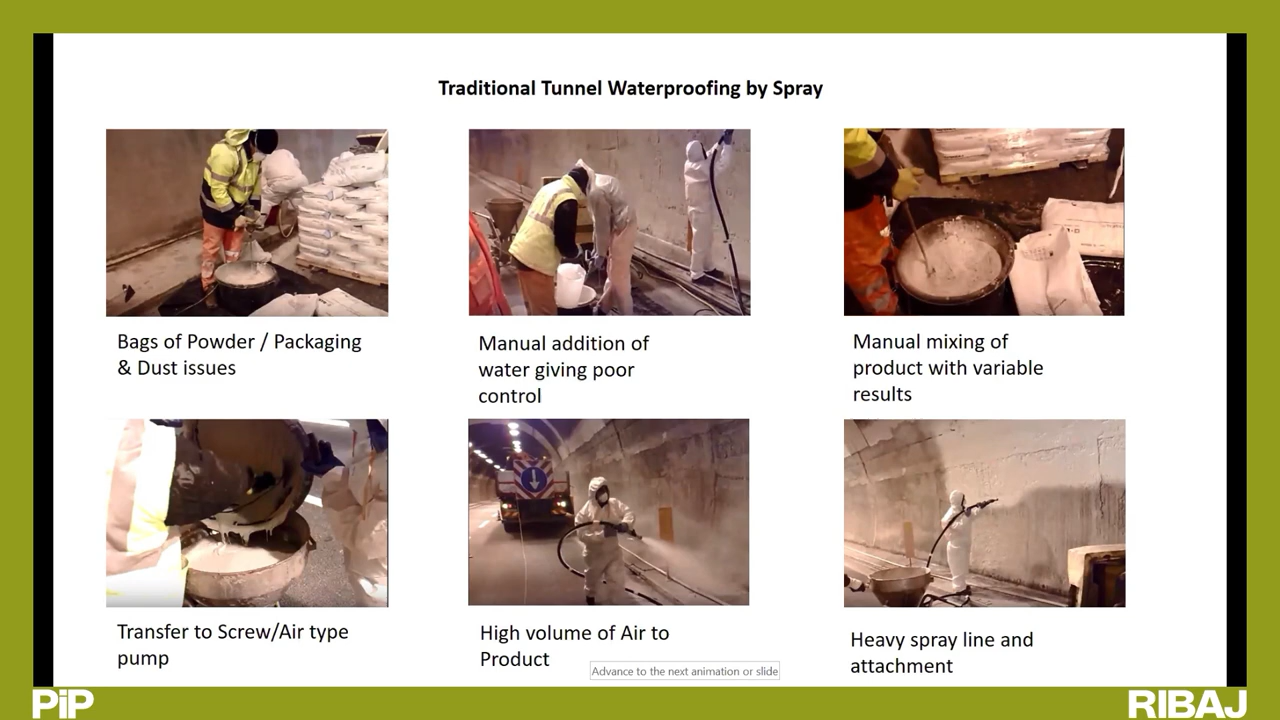 Traditional Tunnel Waterproofing by Spray
Bags of Powder / Packaging
& Dust issues
Manual addition of
water giving poor
control
Manual mixing of
product with variable
results
Transfer to Screw/Air type
pump
High volume of Air to
Product
Heavy spray line and
attachment
Advance to the next animation or slide
PiP
RIBAJ